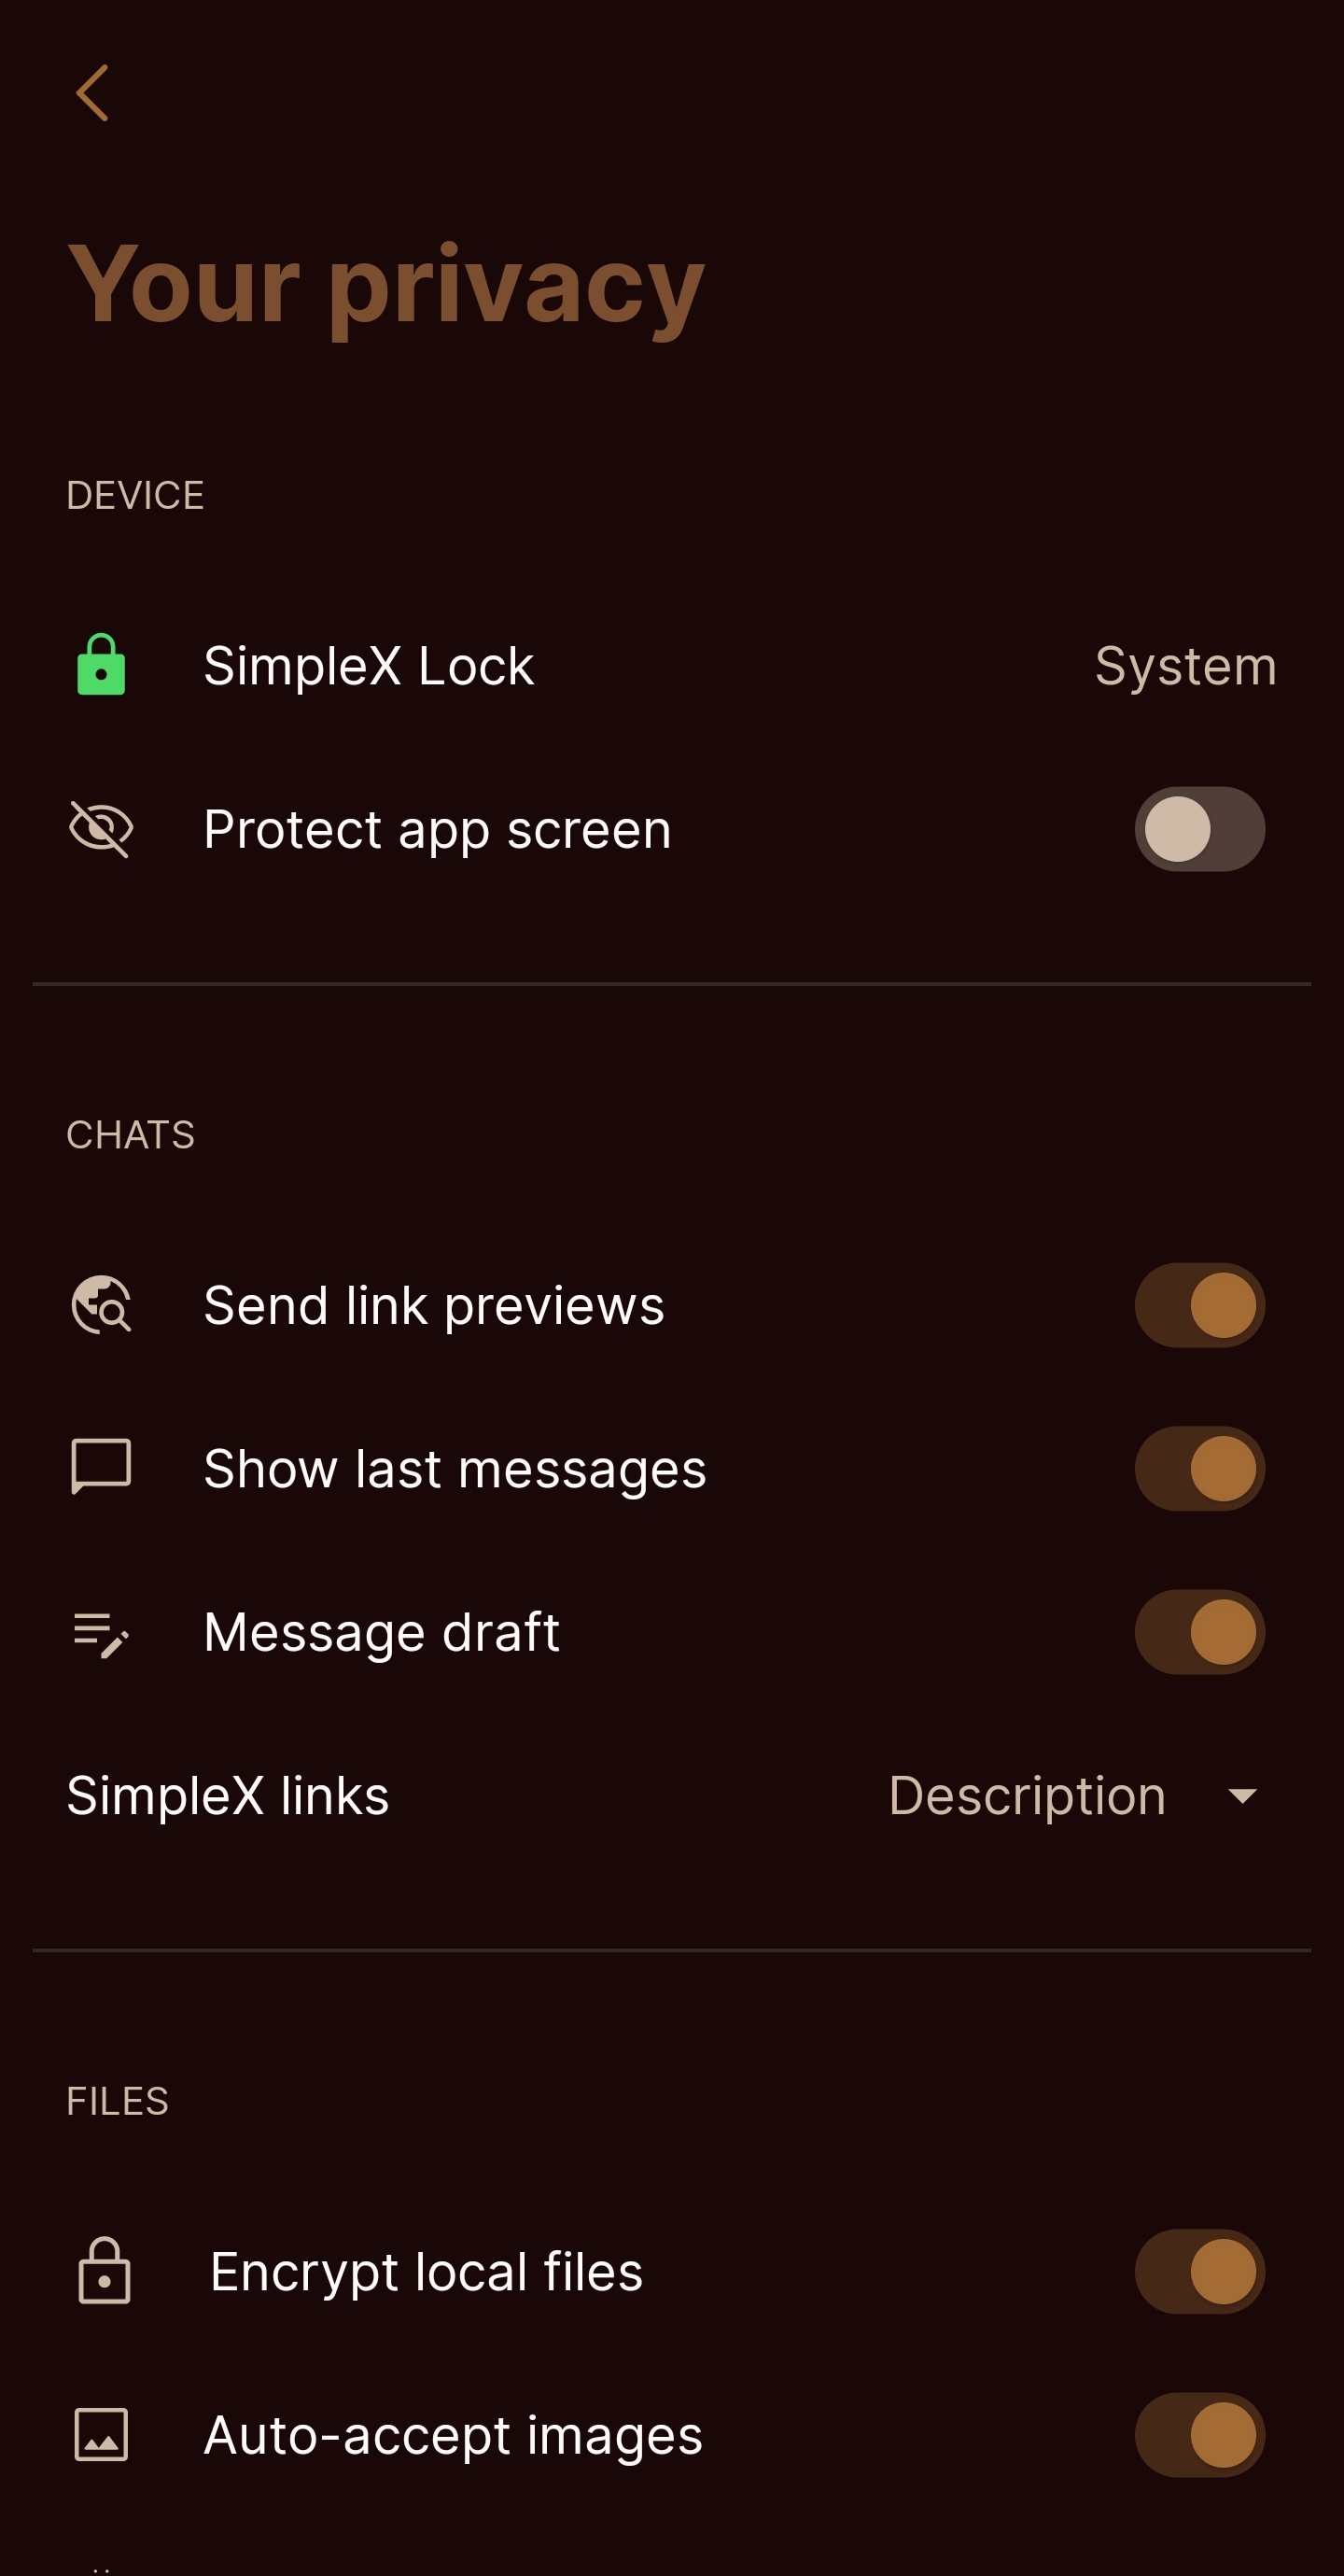 Your privacy
DEVICE
SimpleX Lock System
Protect app screen
CHATS
Send link previews
Show last messages
Message draft
SimpleX links Description
FILES
Encrypt local files
Auto-accept images